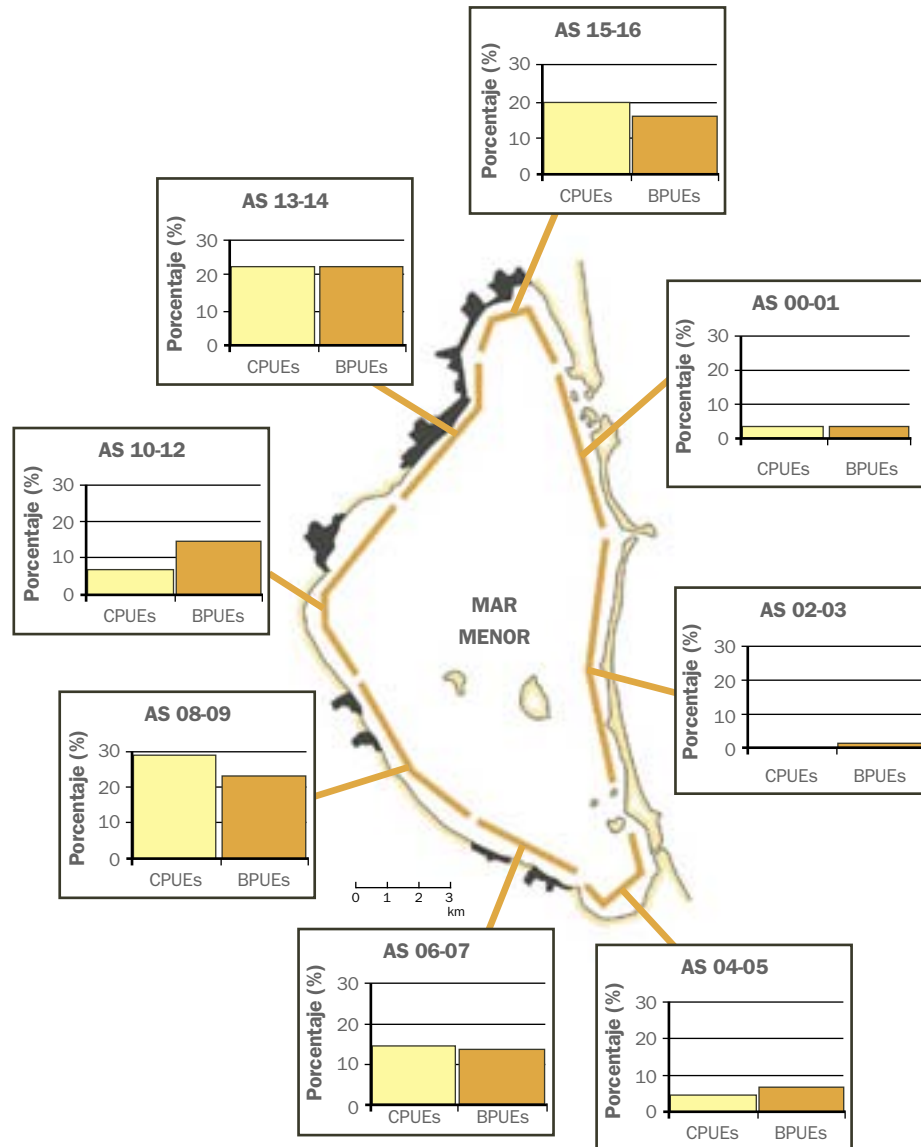 AS 15-16
Porcentaje (%)
30
20
10
0
CPUEs BPUEs
AS 13-14
Porcentaje (%)
30
20
10
0
CPUEs BPUEs
AS 00-01
Porcentaje (%)
30
20
10
0
CPUEs BPUEs
AS 10-12
Porcentaje (%)
30
20
10
0
CPUEs BPUEs
MAR
MENOR
AS 02-03
Porcentaje (%)
30
20
10
0
CPUEs BPUEs
AS 08-09
Porcentaje (%)
30
20
10
0
CPUEs BPUEs
0 1 2 3
km
AS 06-07
Porcentaje (%)
30
20
10
0
CPUEs BPUEs
AS 04-05
Porcentaje (%)
30
20
10
0
CPUEs BPUEs